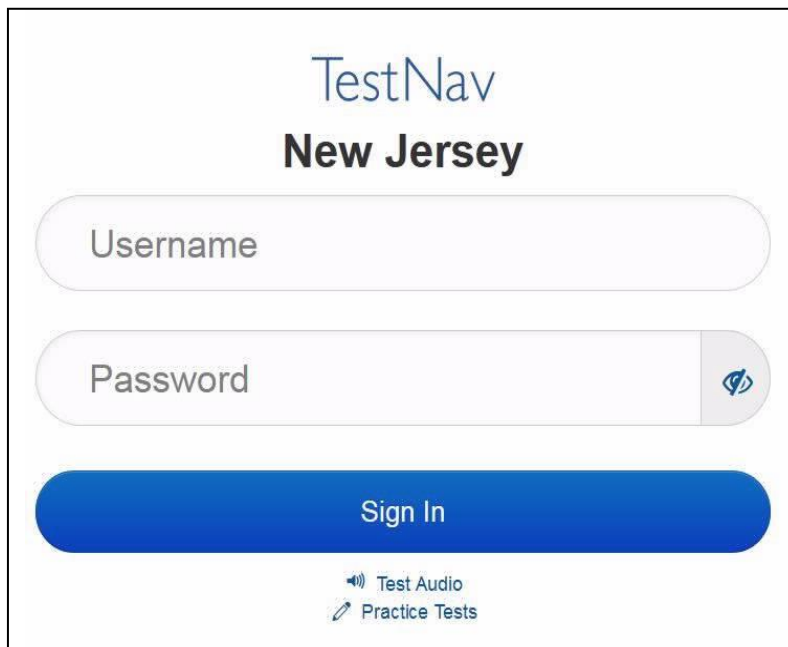 TestNav
New Jersey
Username
Password
Sign In
Test Audio
Practice Tests